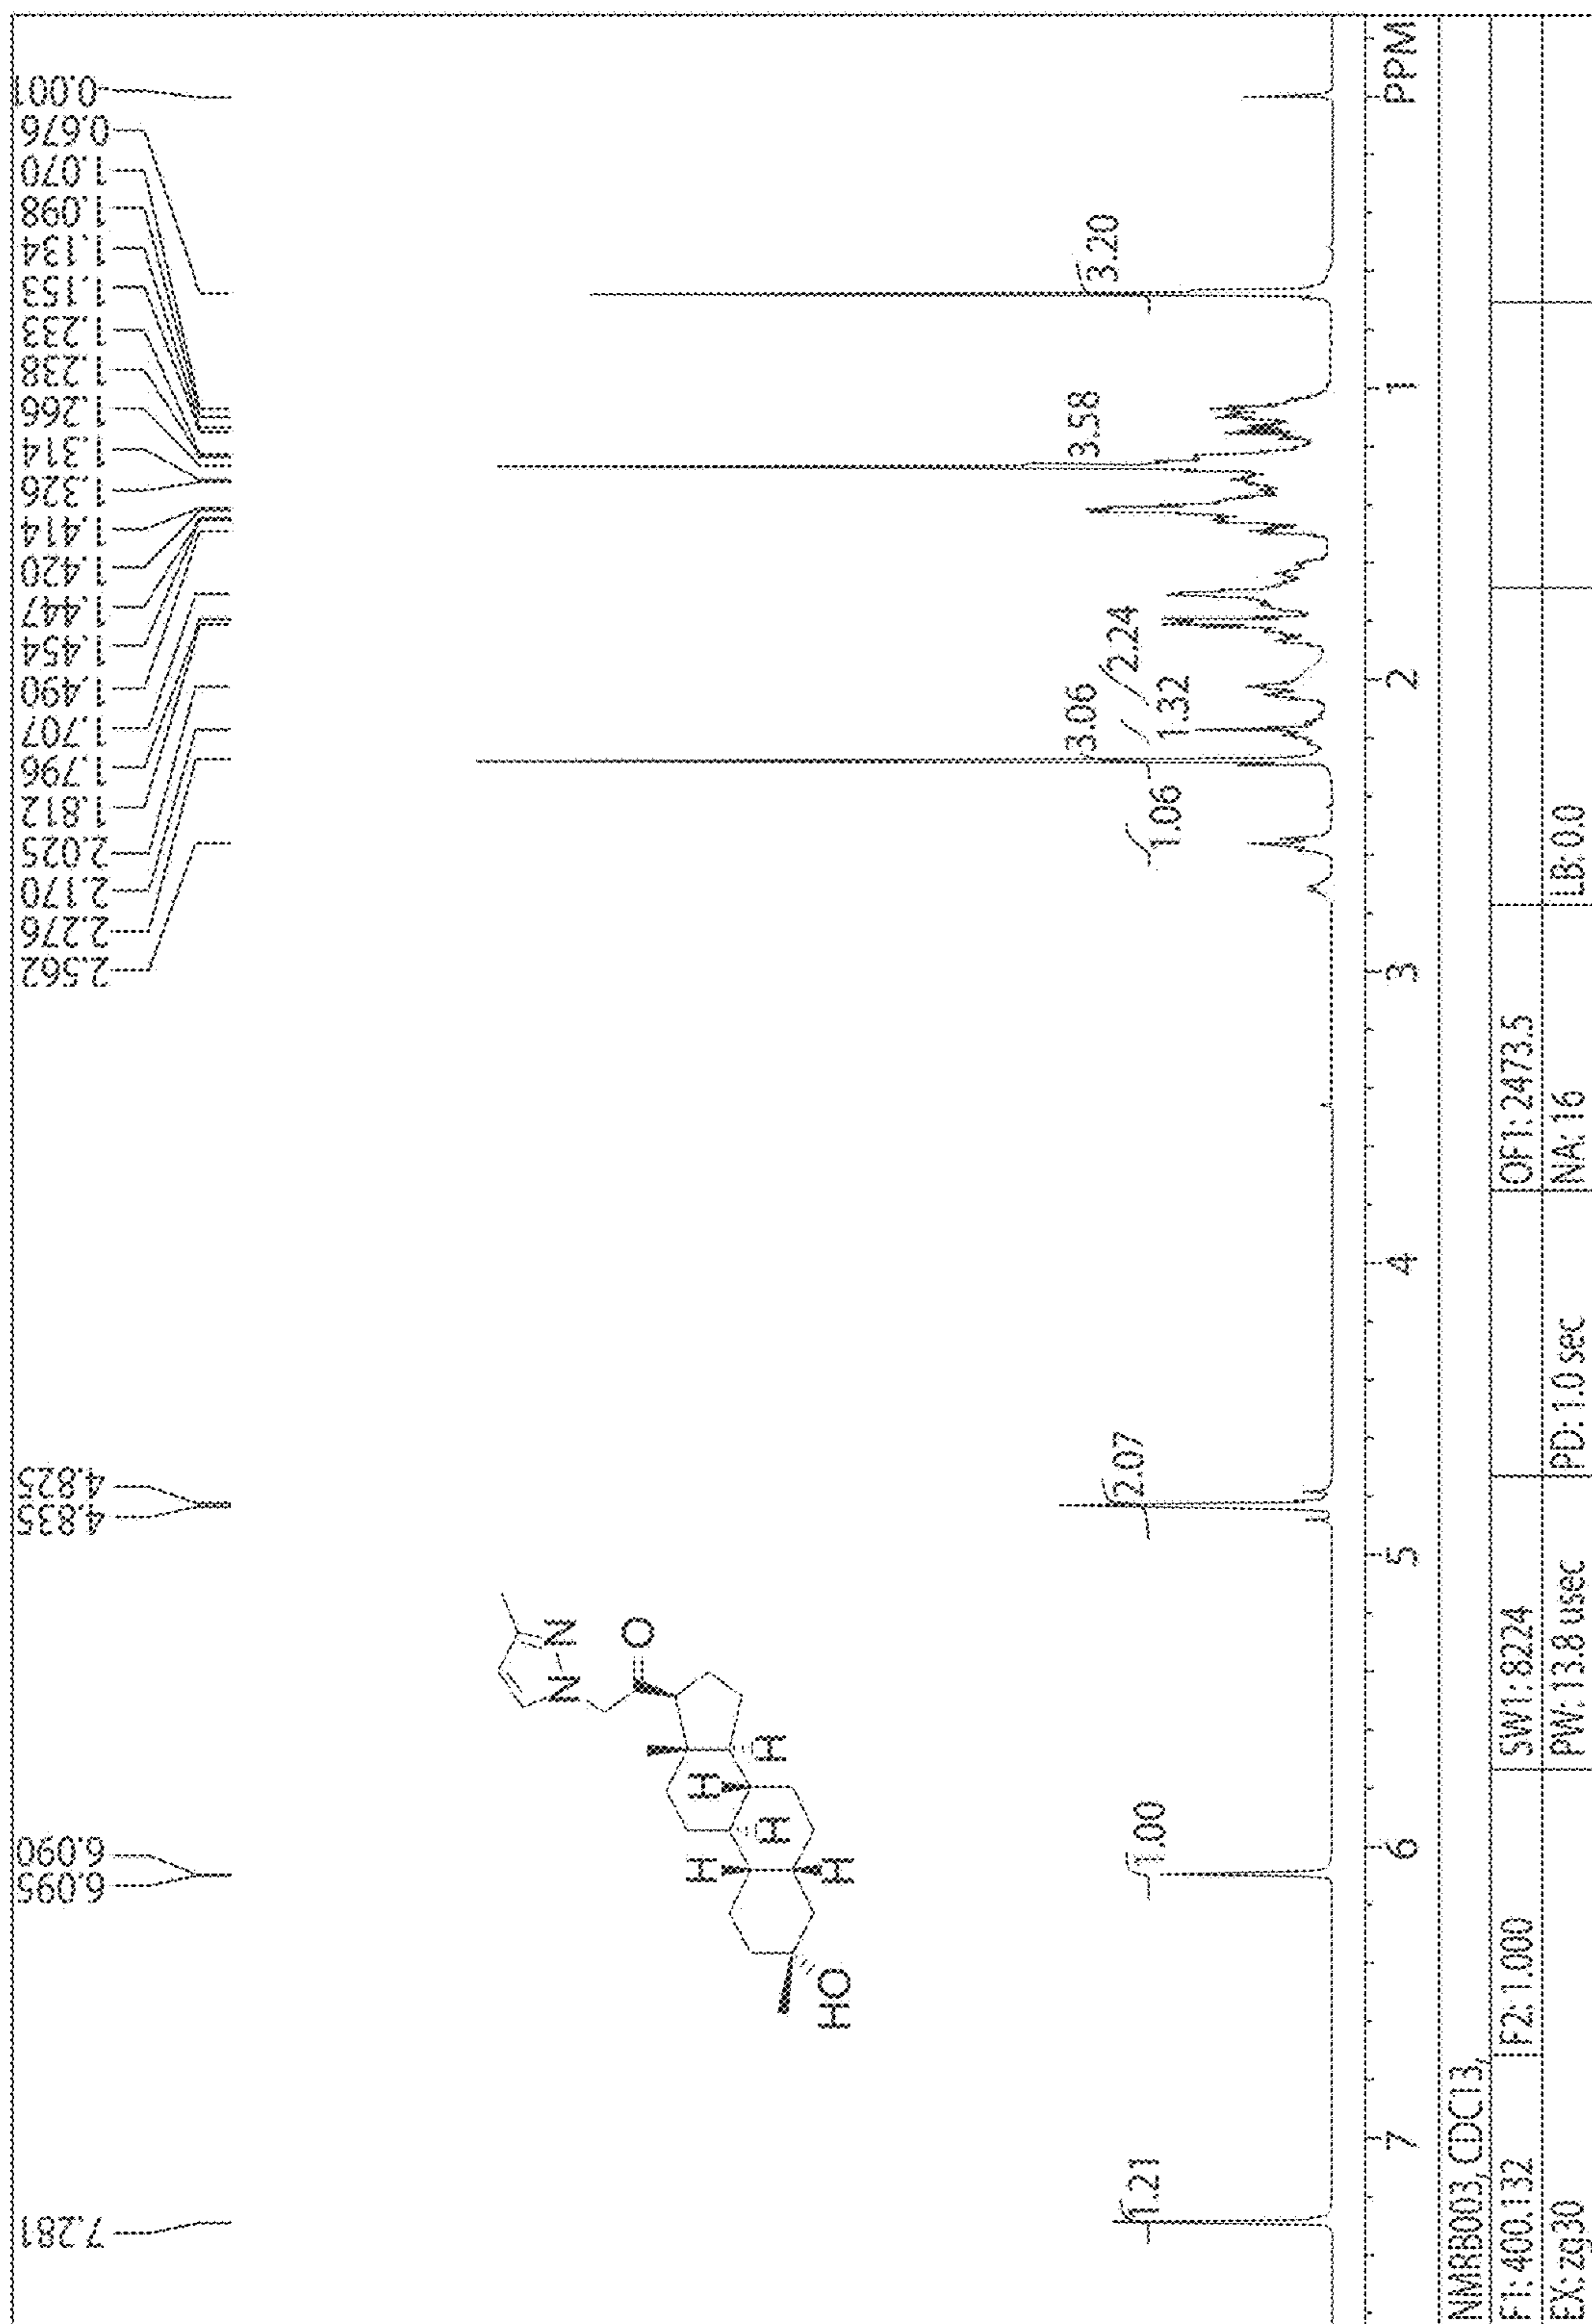 7.281
6.095
6.090
4.835
4.825
2.562
2.276
2.170
2.025
1.812
1.796
1.707
1.490
1.454
1.447
1.420
1.414
1.326
1.314
1.266
1.238
1.233
1.153
1.134
1.098
1.070
0.676
0.001
N
N
O
H
H
H
H
H
HO
1.21
1.00
2.07
1.06
3.06
1.32
2.24
3.58
3.20
7 6 5 4 3 2 1 PPM
NMRB003, CDC13,
F1: 400.132 F2: 1.000 SW1: 8224 OF1: 2473.5
EX: zg30 PW: 13.8 usec PD: 1.0 sec NA: 16 LB: 0.0